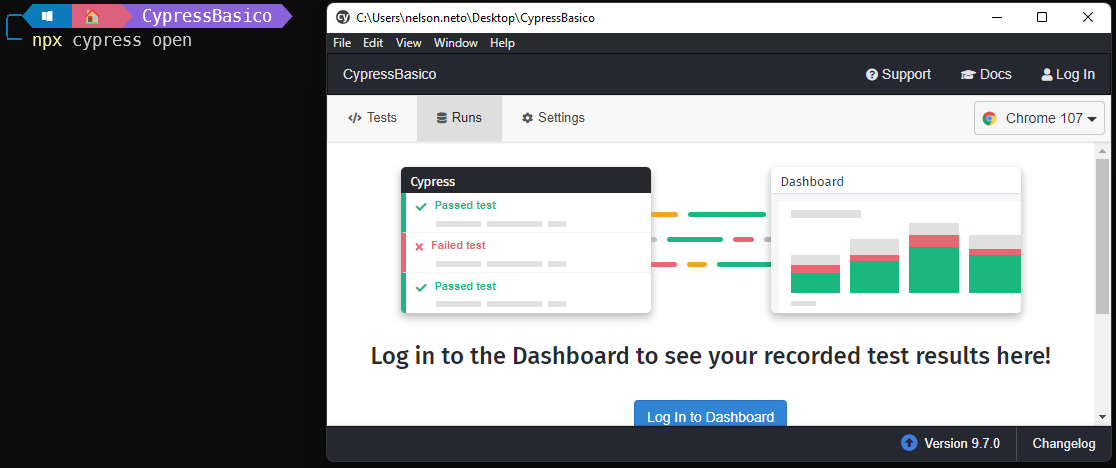 CypressBasico
npx cypress open
C:\Users\nelson.neto\Desktop\CypressBasico
File Edit View Window Help
CypressBasico Support Docs Log In
Tests Runs Settings Chrome 107
Cypress
Passed test
Failed test
Passed test
Dashboard
Log in to the Dashboard to see your recorded test results here!
Log In to Dashboard
Version 9.7.0 Changelog